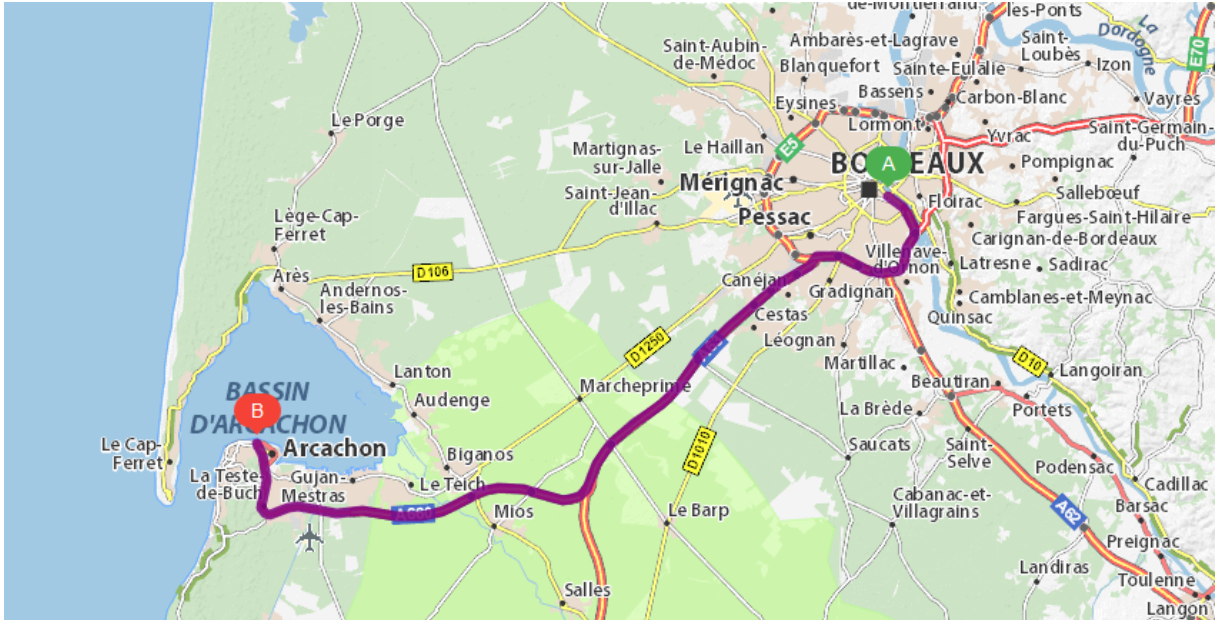 de-Montferrand
les-Ponts
La
Dordogne
E70
Saint-Aubin-
de-Médoc
Ambarès-et-Lagrave
Saint-
Loubès
Izon
Blanquefort
Sainte-Eulalie
Bassens
Carbon-Blanc
Vayres
Eysines
Le Porge
Lormont
Yvrac
Saint-Germain-
du-Puch
E5
Le Haillan
Martignas-
sur-Jalle
A
Pompignac
Mérignac
Saint-Jean-
d'Illac
Floirac
Salleboeuf
Fargues-Saint-Hilaire
Pessac
Lège-Cap-
Ferret
Carignan-de-Bordeaux
Villenave-
d'Ornon
Latresne
Sadirac
D106
Arès
Andernos-
les-Bains
Canéjan
Gradignan
Camblanes-et-Meynac
Cestas
Quinsac
Léognan
D1250
Martillac
D10
Langoiran
Lanton
Marcheprime
Beautiran
BASSIN
D'ARCACHON
B
Audenge
La Brède
Portets
Le Cap-
Ferret
Arcachon
Saucats
Saint-
Selve
D1010
Biganos
Podensac
La Teste-
de-Buch
Gujan-
Mestras
Le Teich
Cadillac
Cabanac-et-
Villagrains
Barsac
A660
Mios
Le Barp
A62
Preignac
Landiras
Toulenne
Salles
Langon